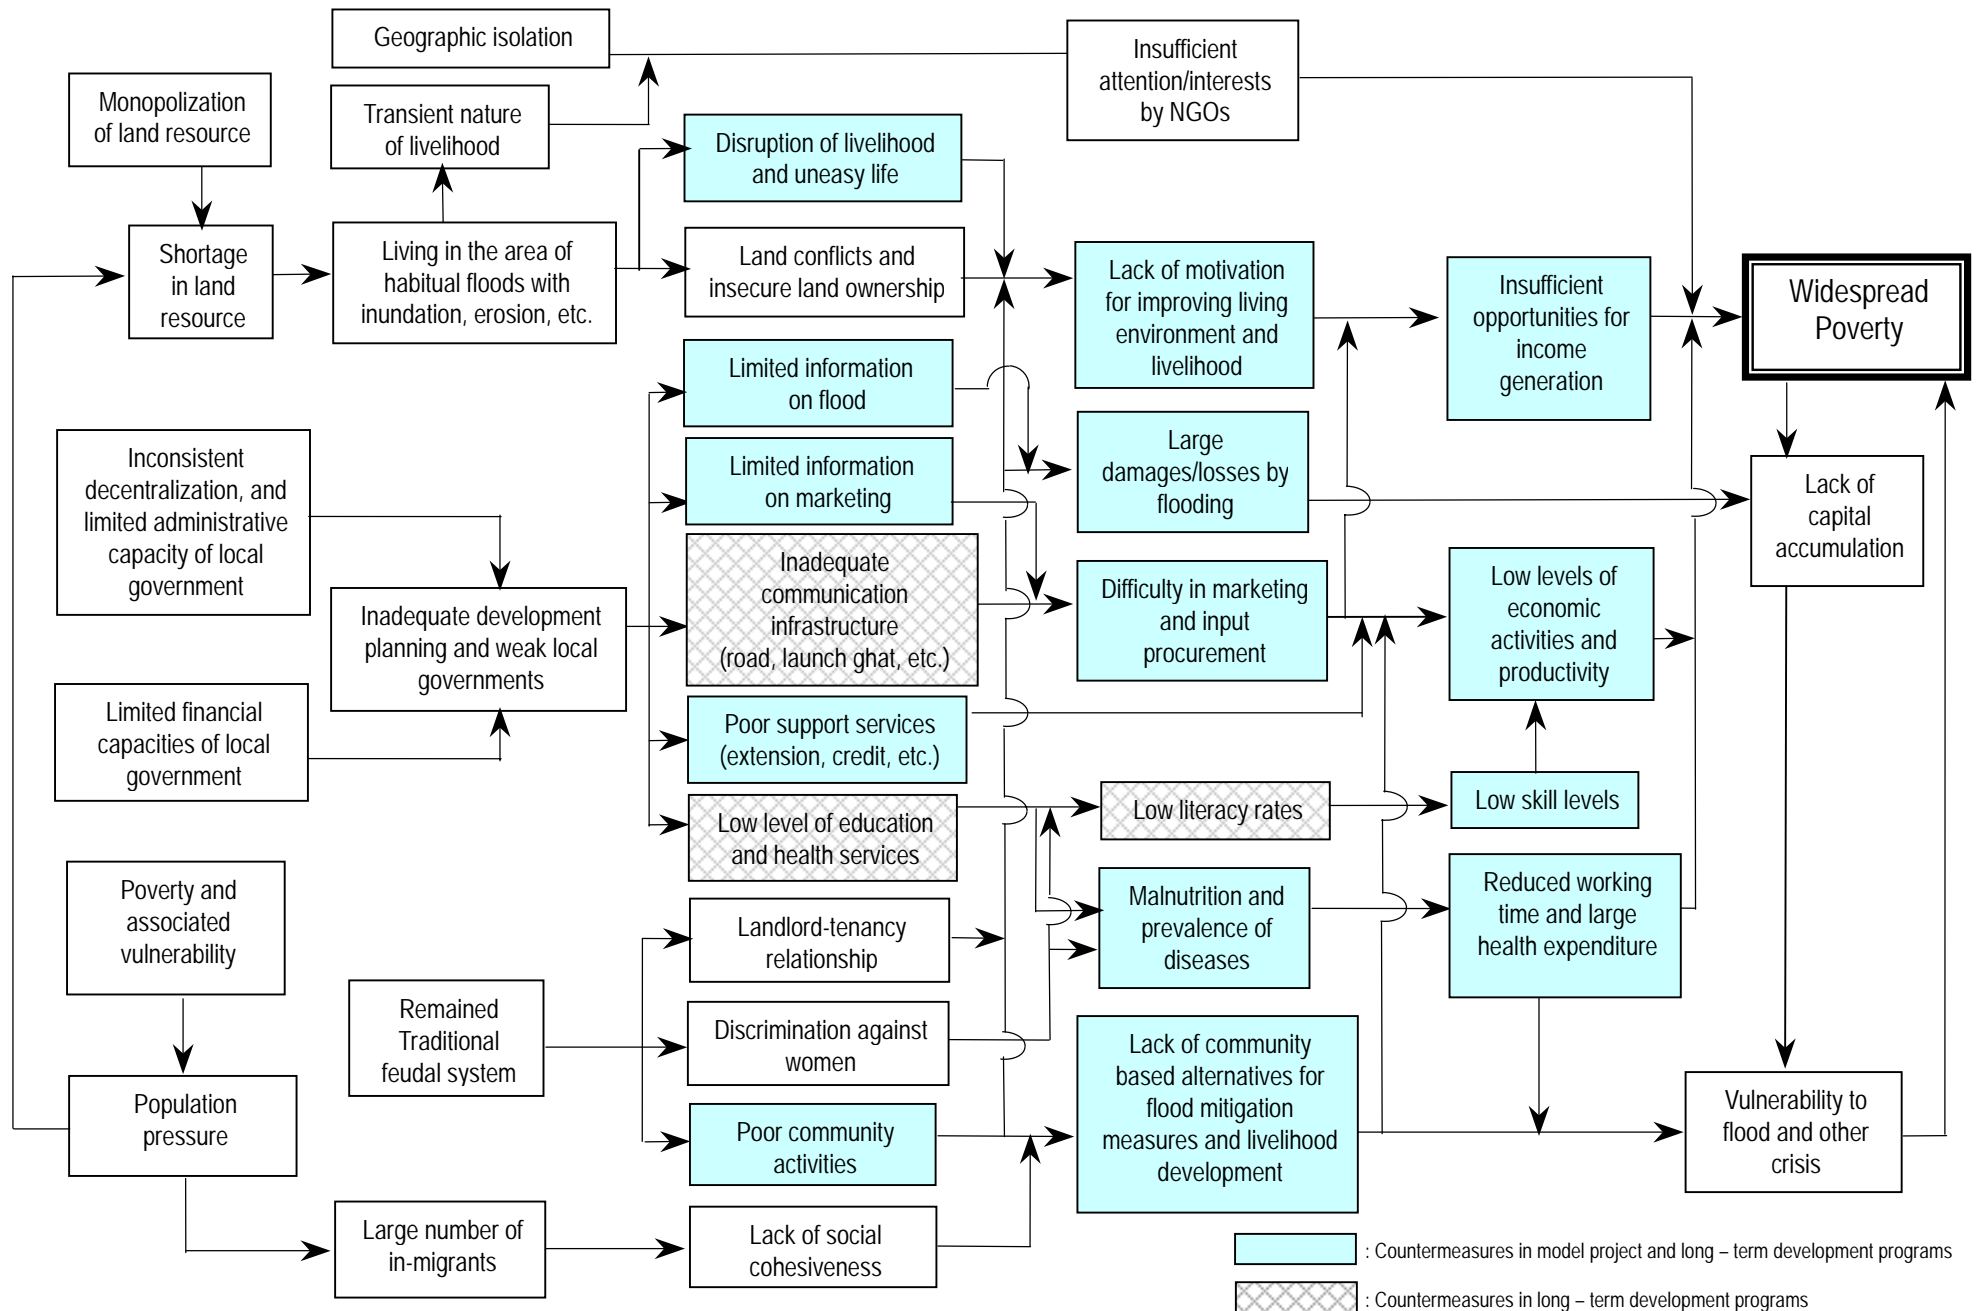 Geographic isolation
Insufficient
attention/interests
by NGOs
Monopolization
of land resource
Transient nature
of livelihood
Disruption of livelihood
and uneasy life
Shortage
in land
resource
Living in the area of
habitual floods with
inundation, erosion, etc.
Land conflicts and
insecure land ownership
Lack of motivation
for improving living
environment and
livelihood
Insufficient
opportunities for
income
generation
Widespread
Poverty
Limited information
on flood
Limited information
on marketing
Large
damages/losses by
flooding
Lack of
capital
accumulation
Inconsistent
decentralization, and
limited administrative
capacity of local
government
Inadequate development
planning and weak local
governments
Inadequate
communication
infrastructure
(road, launch ghat, etc.)
Difficulty in marketing
and input
procurement
Low levels of
economic
activities and
productivity
Limited financial
capacities of local
government
Poor support services
(extension, credit, etc.)
Low level of education
and health services
Low literacy rates
Low skill levels
Poverty and
associated
vulnerability
Landlord-tenancy
relationship
Malnutrition and
prevalence of
diseases
Reduced working
time and large
health expenditure
Remained
Traditional
feudal system
Discrimination against
women
Lack of community
based alternatives for
flood mitigation
measures and livelihood
development
Vulnerability to
flood and other
crisis
Population
pressure
Poor community
activities
Large number of
in-migrants
Lack of social
cohesiveness
: Countermeasures in model project and long – term development programs
: Countermeasures in long – term development programs